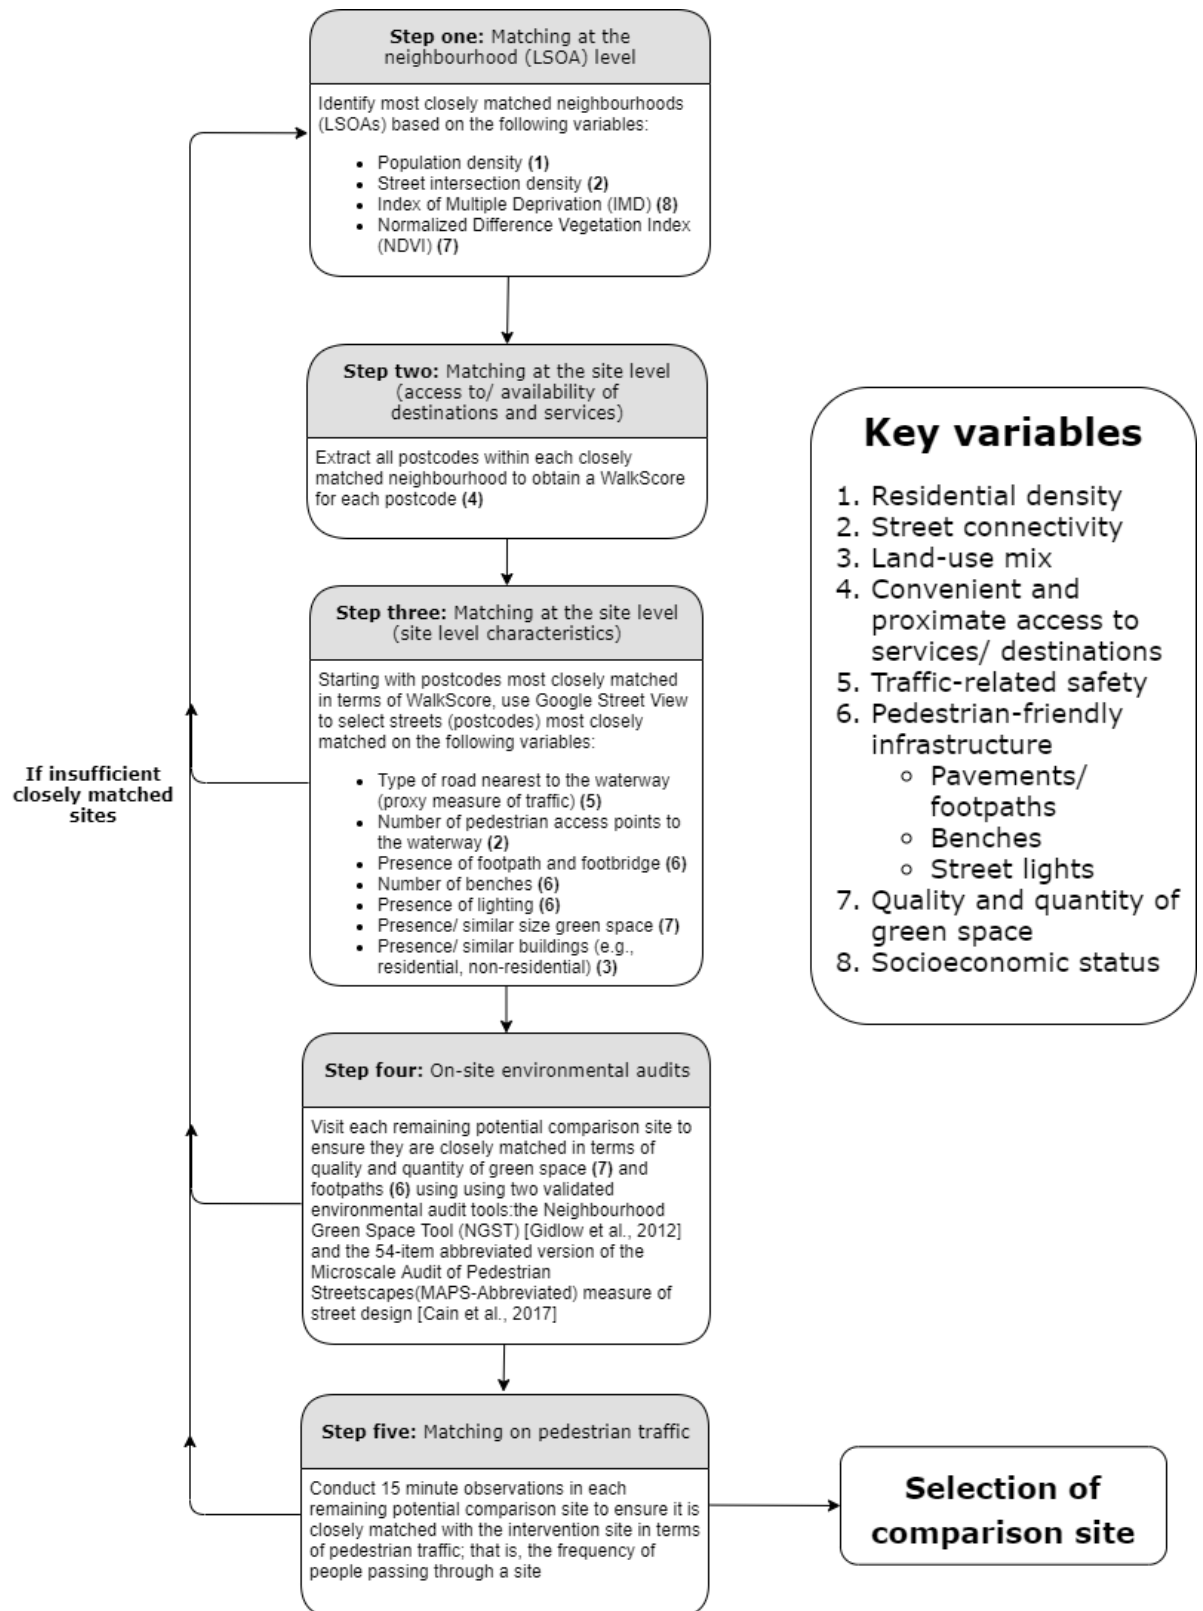 Step one: Matching at the
neighbourhood (LSOA) level
Identify most closely matched neighbourhoods
(LSOAs) based on the following variables:
• Population density (1)
• Street intersection density (2)
• Index of Multiple Deprivation (IMD) (8)
• Normalized Difference Vegetation Index
(NDVI) (7)
Step two: Matching at the site level
(access to/ availability of
destinations and services)
Extract all postcodes within each closely
matched neighbourhood to obtain a WalkScore
for each postcode (4)
Step three: Matching at the site level
(site level characteristics)
Starting with postcodes most closely matched
in terms of WalkScore, use Google Street View
to select streets (postcodes) most closely
matched on the following variables:
• Type of road nearest to the waterway
(proxy measure of traffic) (5)
• Number of pedestrian access points to
the waterway (2)
• Presence of footpath and footbridge (6)
• Number of benches (6)
• Presence of lighting (6)
• Presence/ similar size green space (7)
• Presence/ similar buildings (e.g.,
residential, non-residential) (3)
If insufficient
closely matched
sites
Step four: On-site environmental audits
Visit each remaining potential comparison site to
ensure they are closely matched in terms of
quality and quantity of green space (7) and
footpaths (6) using using two validated
environmental audit tools:the Neighbourhood
Green Space Tool (NGST) [Gidlow et al., 2012]
and the 54-item abbreviated version of the
Microscale Audit of Pedestrian
Streetscapes(MAPS-Abbreviated) measure of
street design [Cain et al., 2017]
Step five: Matching on pedestrian traffic
Conduct 15 minute observations in each
remaining potential comparison site to ensure it is
closely matched with the intervention site in terms
of pedestrian traffic; that is, the frequency of
people passing through a site
Selection of
comparison site
Key variables
1. Residential density
2. Street connectivity
3. Land-use mix
4. Convenient and
proximate access to
services/ destinations
5. Traffic-related safety
6. Pedestrian-friendly
infrastructure
○ Pavements/
footpaths
○ Benches
○ Street lights
7. Quality and quantity of
green space
8. Socioeconomic status